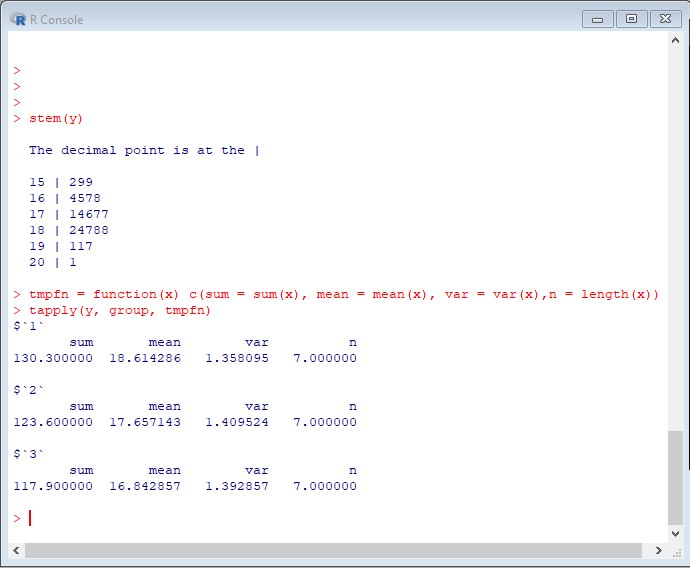 R Console
>
>
>
> stem(y)
The decimal point is at the |
15 | 299
16 | 4578
17 | 14677
18 | 24788
19 | 117
20 | 1
> tmpfn = function(x) c(sum = sum(x), mean = mean(x), var = var(x),n = length(x))
> tapply(y, group, tmpfn)
$`1`
sum mean var n
130.300000 18.614286 1.358095 7.000000
$`2`
sum mean var n
123.600000 17.657143 1.409524 7.000000
$`3`
sum mean var n
117.900000 16.842857 1.392857 7.000000
>